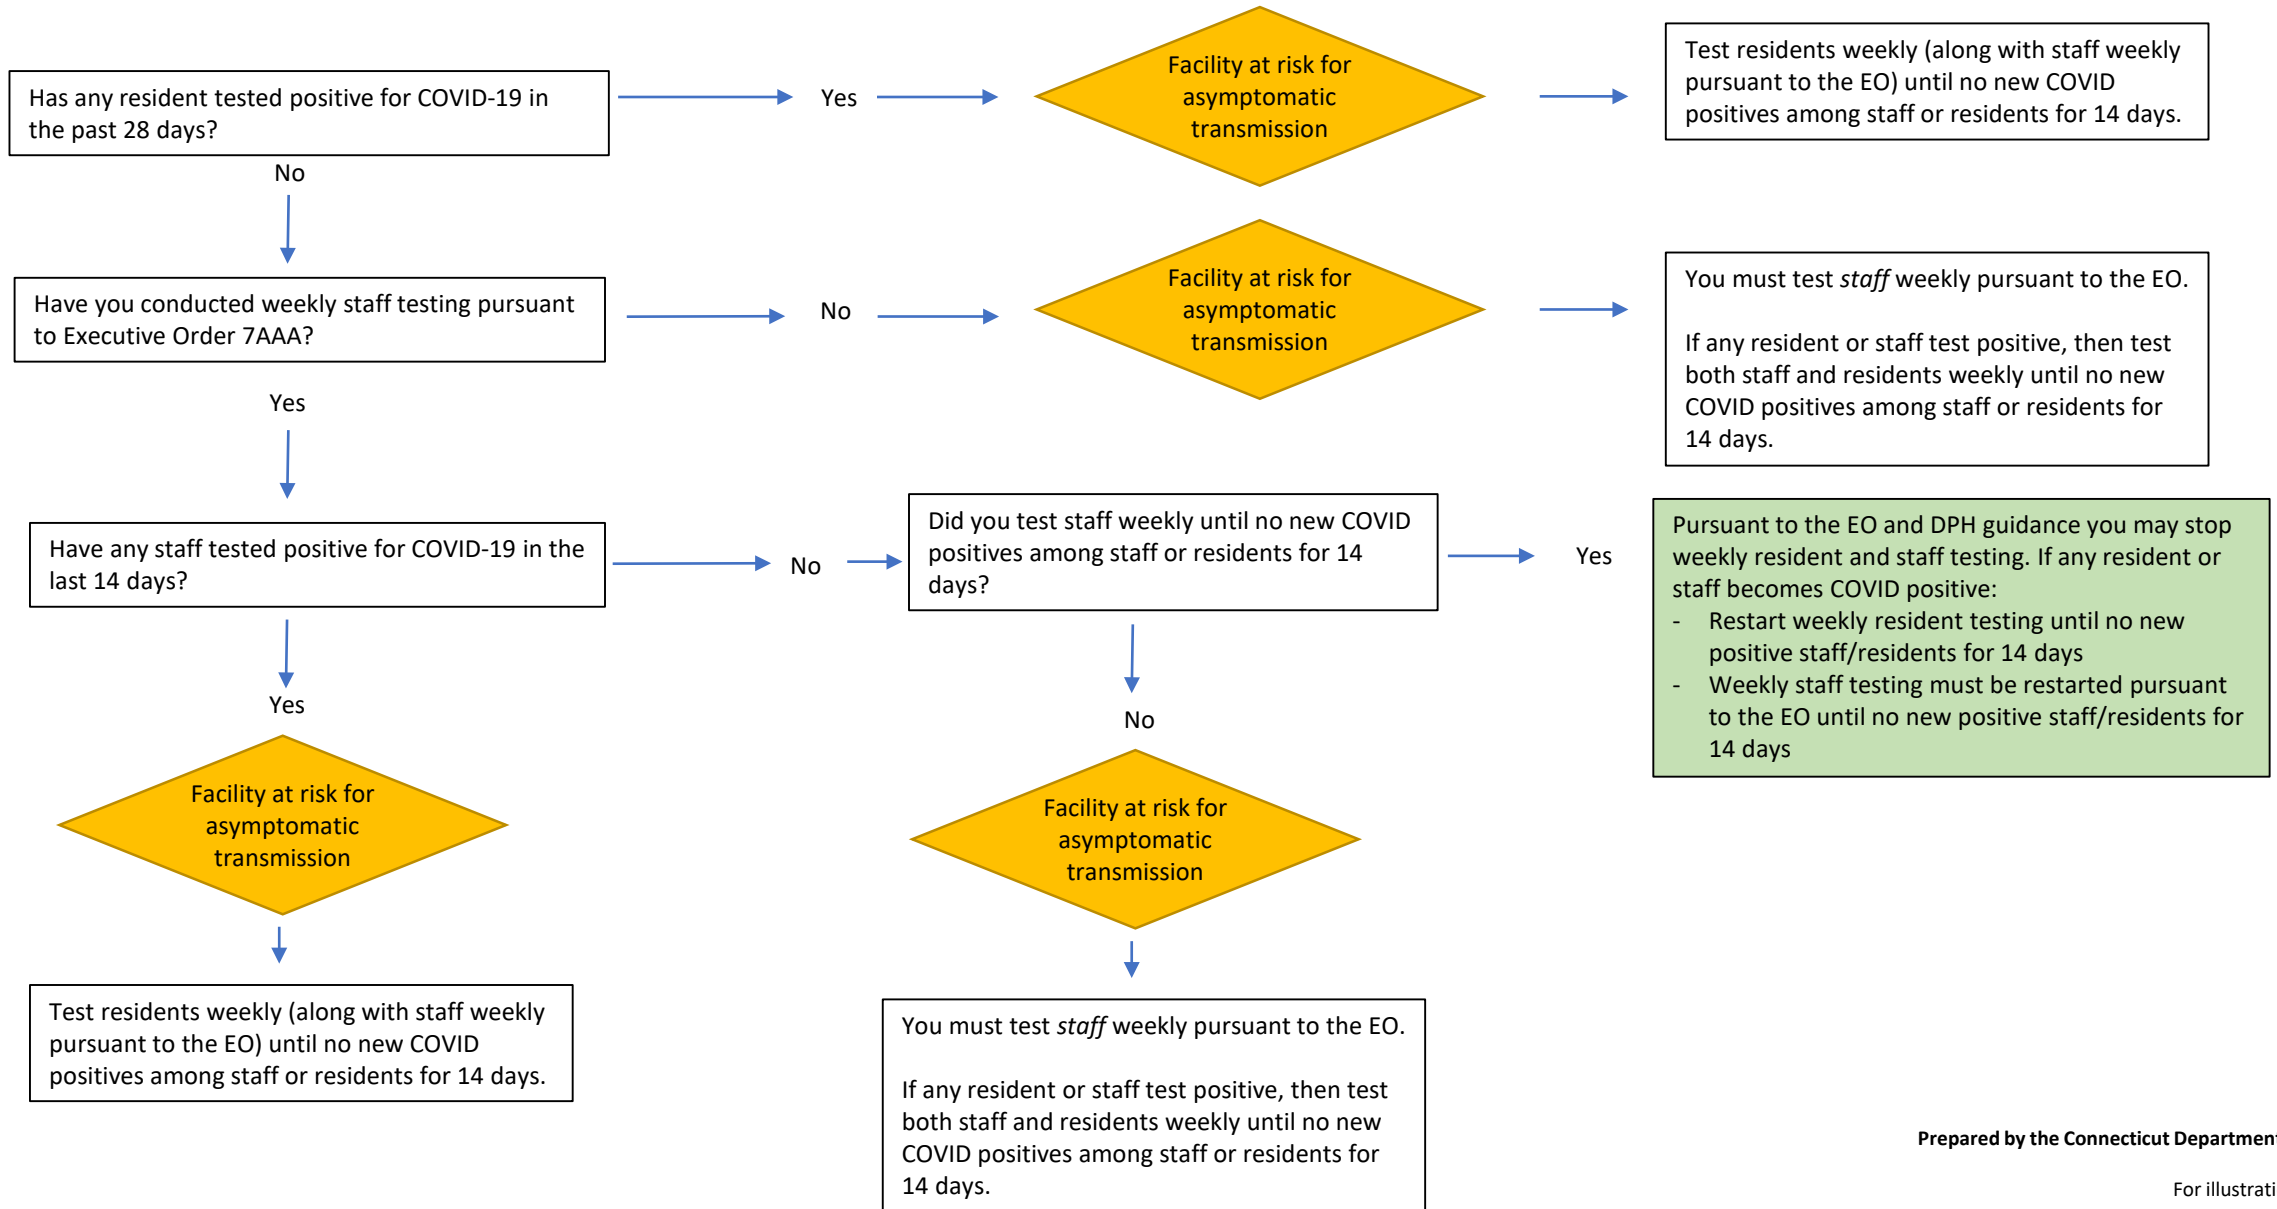 Has any resident tested positive for COVID-19 in
the past 28 days?
Yes
Facility at risk for
asymptomatic
transmission
Test residents weekly (along with staff weekly
pursuant to the EO) until no new COVID
positives among staff or residents for 14 days.
No
Have you conducted weekly staff testing pursuant
to Executive Order 7AAA?
No
Facility at risk for
asymptomatic
transmission
You must test staff weekly pursuant to the EO.
If any resident or staff test positive, then test
both staff and residents weekly until no new
COVID positives among staff or residents for
14 days.
Yes
Have any staff tested positive for COVID-19 in the
last 14 days?
No
Did you test staff weekly until no new COVID
positives among staff or residents for 14
days?
Yes
Pursuant to the EO and DPH guidance you may stop
weekly resident and staff testing. If any resident or
staff becomes COVID positive:
- Restart weekly resident testing until no new
positive staff/residents for 14 days
- Weekly staff testing must be restarted pursuant
to the EO until no new positive staff/residents for
14 days
Yes
Facility at risk for
asymptomatic
transmission
Test residents weekly (along with staff weekly
pursuant to the EO) until no new COVID
positives among staff or residents for 14 days.
No
Facility at risk for
asymptomatic
transmission
You must test staff weekly pursuant to the EO.
If any resident or staff test positive, then test
both staff and residents weekly until no new
COVID positives among staff or residents for
14 days.
Prepared by the Connecticut Department
For